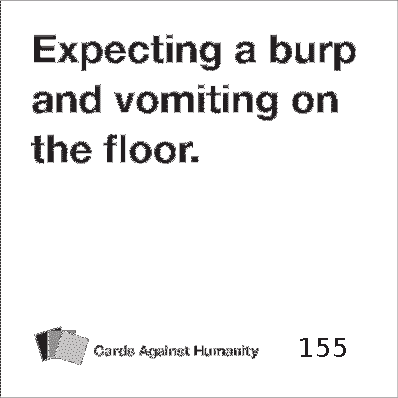 Expecting a burp
and vomiting on
the floor.
Cards Against Humanity 155